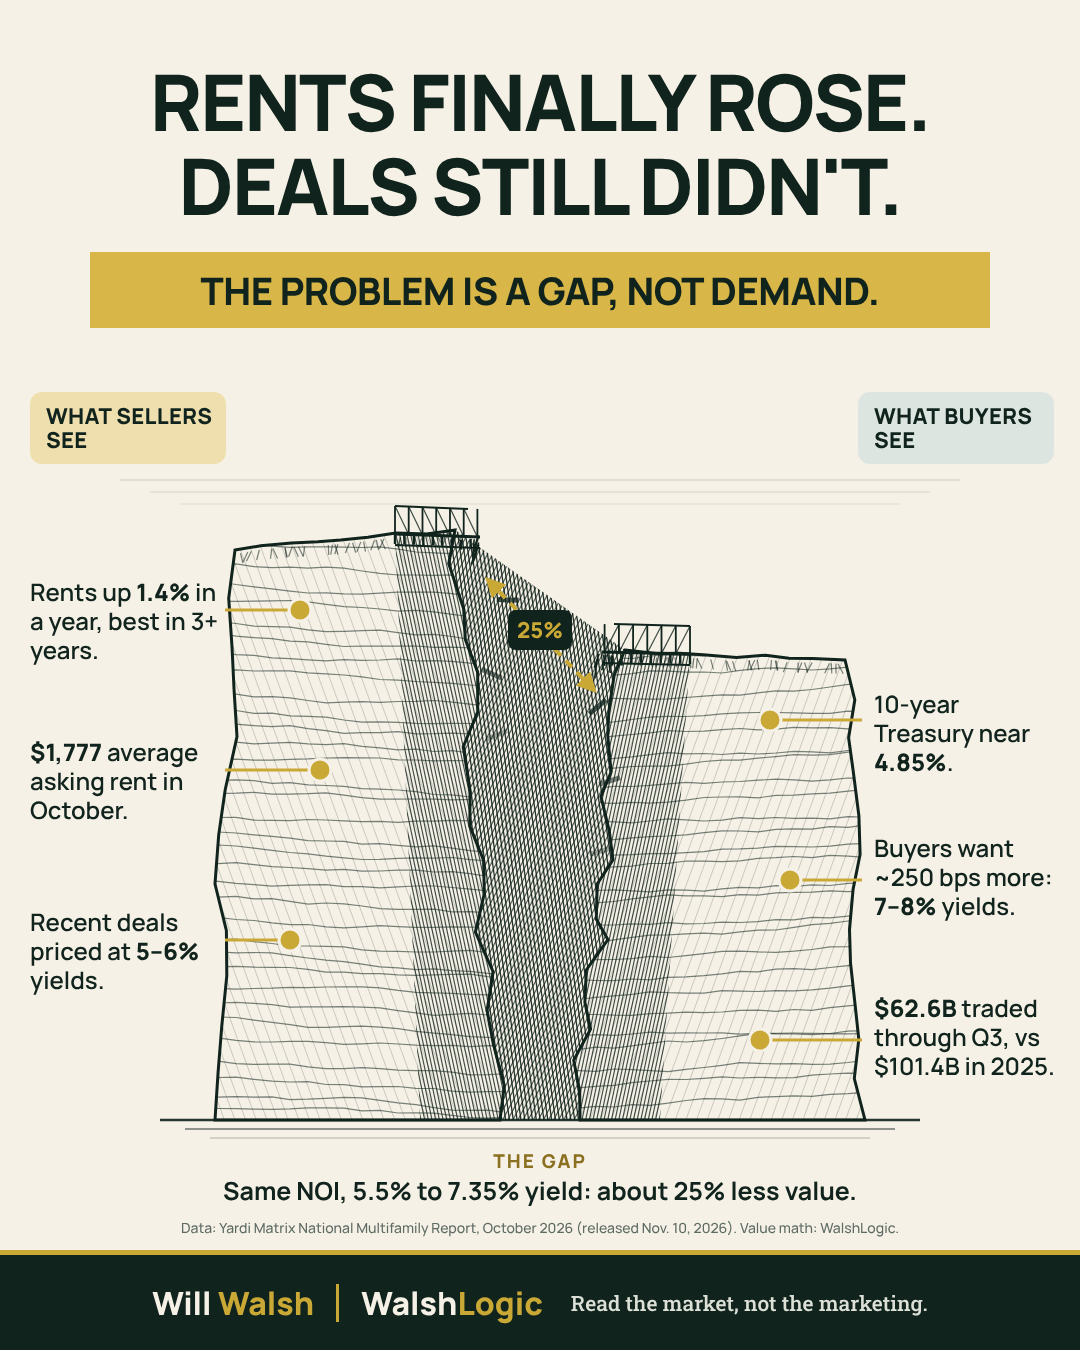 RENTS FINALLY ROSE.
DEALS STILL DIDN'T.
THE PROBLEM IS A GAP, NOT DEMAND.
WHAT SELLERS
SEE
WHAT BUYERS
SEE
Rents up 1.4% in
a year, best in 3+
years.
$1,777 average
asking rent in
October.
Recent deals
priced at 5–6%
yields.
25%
10-year
Treasury near
4.85%.
Buyers want
~250 bps more:
7–8% yields.
$62.6B traded
through Q3, vs
$101.4B in 2025.
THE GAP
Same NOI, 5.5% to 7.35% yield: about 25% less value.
Data: Yardi Matrix National Multifamily Report, October 2026 (released Nov. 10, 2026). Value math: WalshLogic.
Will Walsh | WalshLogic Read the market, not the marketing.